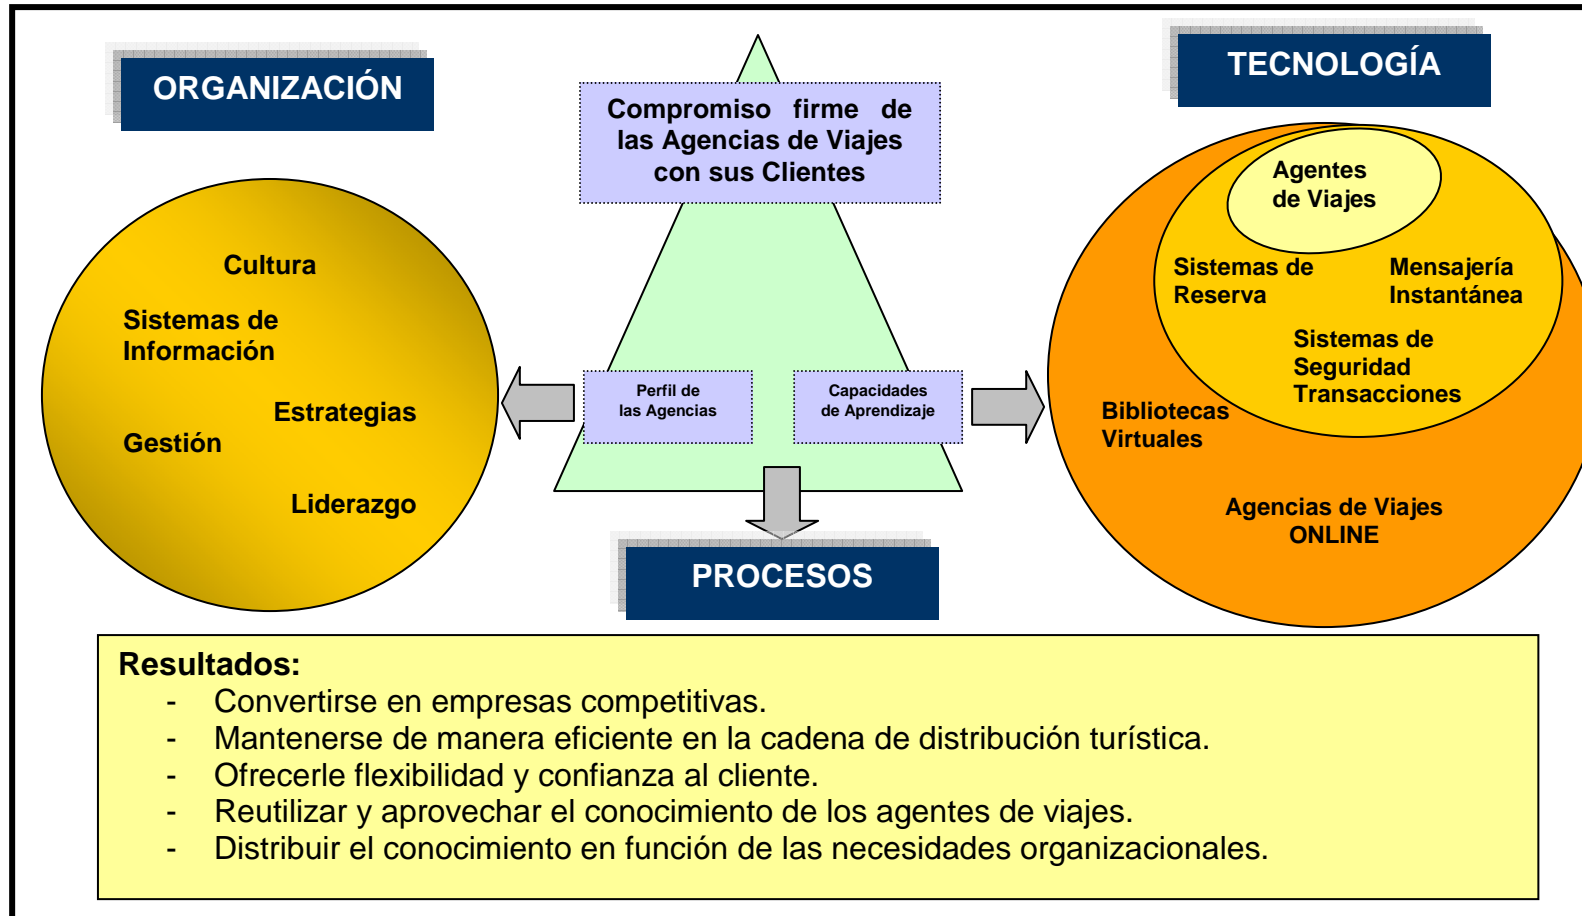 ORGANIZACIÓN
TECNOLOGÍA
Compromiso firme de
las Agencias de Viajes
con sus Clientes
Agentes
de Viajes
Cultura
Sistemas de
Información
Estrategias
Gestión
Liderazgo
Perfil de
las Agencias
Capacidades
de Aprendizaje
Sistemas de
Reserva
Mensajería
Instantánea
Sistemas de
Seguridad
Transacciones
Bibliotecas
Virtuales
Agencias de Viajes
ONLINE
PROCESOS
Resultados:
- Convertirse en empresas competitivas.
- Mantenerse de manera eficiente en la cadena de distribución turística.
- Ofrecerle flexibilidad y confianza al cliente.
- Reutilizar y aprovechar el conocimiento de los agentes de viajes.
- Distribuir el conocimiento en función de las necesidades organizacionales.